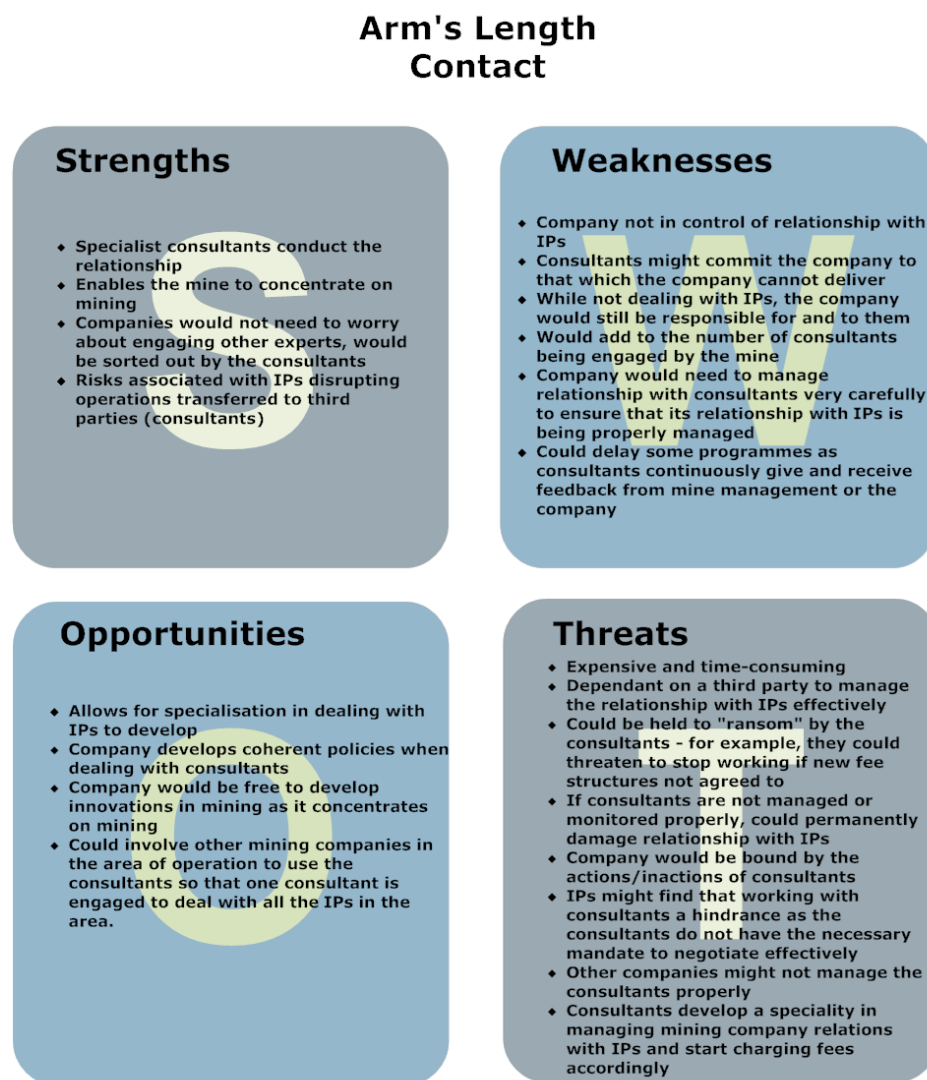 Arm's Length
Contact
Strengths
◆ Specialist consultants conduct the
relationship
◆ Enables the mine to concentrate on
mining
◆ Companies would not need to worry
about engaging other experts, would
be sorted out by the consultants
◆ Risks associated with IPs disrupting
operations transferred to third
parties (consultants)
S
Weaknesses
◆ Company not in control of relationship with
IPs
◆ Consultants might commit the company to
that which the company cannot deliver
◆ While not dealing with IPs, the company
would still be responsible for and to them
◆ Would add to the number of consultants
being engaged by the mine
◆ Company would need to manage
relationship with consultants very carefully
to ensure that its relationship with IPs is
being properly managed
◆ Could delay some programmes as
consultants continuously give and receive
feedback from mine management or the
company
W
Opportunities
◆ Allows for specialisation in dealing with
IPs to develop
◆ Company develops coherent policies when
dealing with consultants
◆ Company would be free to develop
innovations in mining as it concentrates
on mining
◆ Could involve other mining companies in
the area of operation to use the
consultants so that one consultant is
engaged to deal with all the IPs in the
area.
O
Threats
◆ Expensive and time-consuming
◆ Dependant on a third party to manage
the relationship with IPs effectively
◆ Could be held to "ransom" by the
consultants - for example, they could
threaten to stop working if new fee
structures not agreed to
◆ If consultants are not managed or
monitored properly, could permanently
damage relationship with IPs
◆ Company would be bound by the
actions/inactions of consultants
◆ IPs might find that working with
consultants a hindrance as the
consultants do not have the necessary
mandate to negotiate effectively
◆ Other companies might not manage the
consultants properly
◆ Consultants develop a speciality in
managing mining company relations
with IPs and start charging fees
accordingly
T